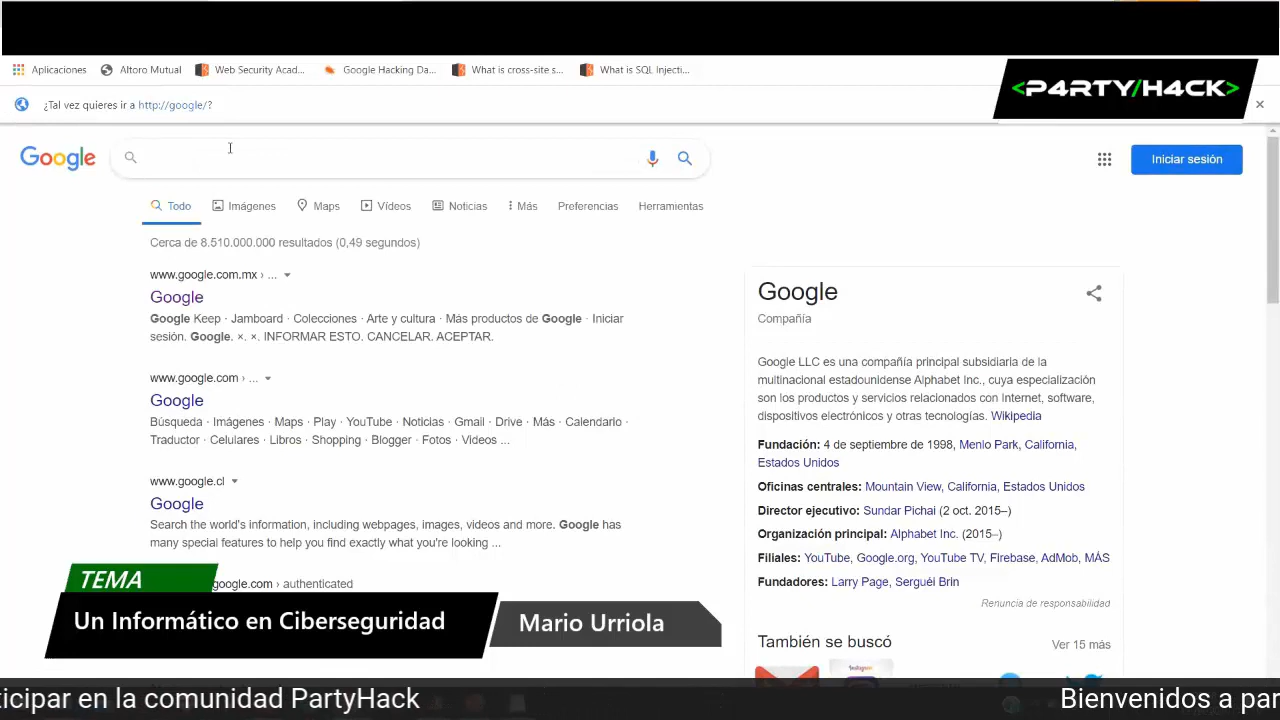 Aplicaciones
Altoro Mutual
Web Security Acad...
Google Hacking Da...
What is cross-site s...
What is SQL Injecti...
<P4RTY/H4CK>
¿Tal vez quieres ir a http://google/?
Google
Iniciar sesión
Todo
Imágenes
Maps
Vídeos
Noticias
Más
Preferencias
Herramientas
Cerca de 8.510.000.000 resultados (0,49 segundos)
www.google.com.mx › ...
Google
Google Keep · Jamboard · Colecciones · Arte y cultura · Más productos de Google · Iniciar
sesión. Google. ×. ×. INFORMAR ESTO. CANCELAR. ACEPTAR.
www.google.com › ...
Google
Búsqueda · Imágenes · Maps · Play · YouTube · Noticias · Gmail · Drive · Más · Calendario ·
Traductor · Celulares · Libros · Shopping · Blogger · Fotos · Videos ...
www.google.cl
Google
Search the world's information, including webpages, images, videos and more. Google has
many special features to help you find exactly what you're looking ...
google.com › authenticated
Google
Compañía
Google LLC es una compañía principal subsidiaria de la
multinacional estadounidense Alphabet Inc., cuya especialización
son los productos y servicios relacionados con Internet, software,
dispositivos electrónicos y otras tecnologías. Wikipedia
Fundación: 4 de septiembre de 1998, Menlo Park, California,
Estados Unidos
Oficinas centrales: Mountain View, California, Estados Unidos
Director ejecutivo: Sundar Pichai (2 oct. 2015–)
Organización principal: Alphabet Inc. (2015–)
Filiales: YouTube, Google.org, YouTube TV, Firebase, AdMob, MÁS
Fundadores: Larry Page, Serguéi Brin
Renuncia de responsabilidad
También se buscó
Ver 15 más
TEMA
Un Informático en Ciberseguridad
Mario Urriola
ticipar en la comunidad PartyHack
Bienvenidos a par